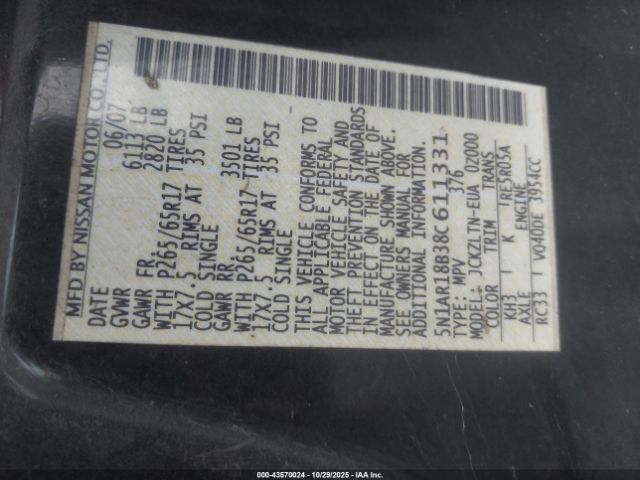 MFD BY NISSAN MOTOR CO., LTD.
DATE 06/07
GVWR 6113 LB
GAWR FR. 2820 LB
WITH P265/65R17 TIRES
17X7.5 RIMS AT 35 PSI
COLD SINGLE
GAWR RR. 3501 LB
WITH P265/65R17 TIRES
17X7.5 RIMS AT 35 PSI
COLD SINGLE
THIS VEHICLE CONFORMS TO
ALL APPLICABLE FEDERAL
MOTOR VEHICLE SAFETY AND
THEFT PREVENTION STANDARDS
IN EFFECT ON THE DATE OF
MANUFACTURE SHOWN ABOVE.
SEE OWNERS MANUAL FOR
ADDITIONAL INFORMATION.
5N1AR18B38C611331
TYPE: MPV 376
MODEL: JCKZLTN-EUA 02000
COLOR TRIM TRANS
KH3 K RE5R05A
AXLE ENGINE
RC33 VQ40DE 3954CC
000-43570024 | 10/29/2025 | IAA Inc.